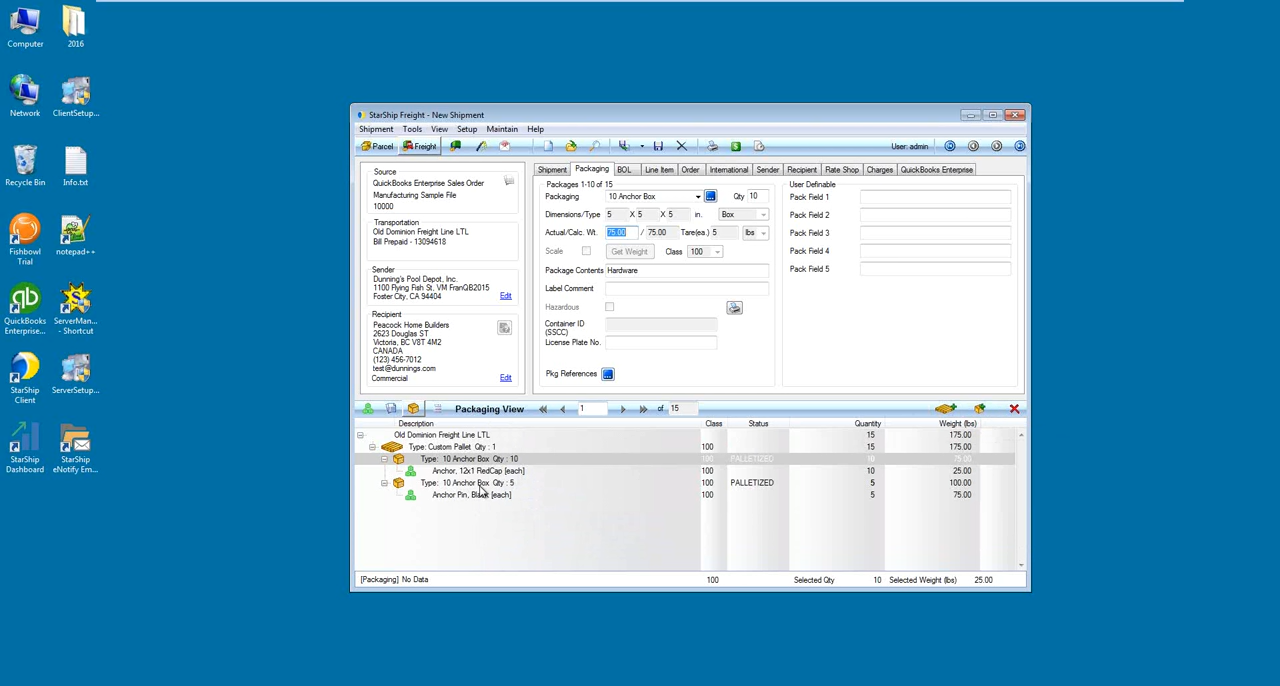 Computer
2016
Network
ClientSetup...
Recycle Bin
Info.txt
Fishbowl
Trial
notepad++
QuickBooks
Enterprise...
ServerMan...
- Shortcut
StarShip
Client
ServerSetup...
StarShip
Dashboard
StarShip
eNotify Em...
StarShip Freight - New Shipment
Shipment Tools View Setup Maintain Help
Parcel Freight User: admin
Source
QuickBooks Enterprise Sales Order
Manufacturing Sample File
10000
Transportation
Old Dominion Freight Line LTL
Bill Prepaid - 13094618
Sender
Dunning's Pool Depot, Inc.
1100 Flying Fish St, VM FranQB2015
Foster City, CA 94404 Edit
Recipient
Peacock Home Builders
2623 Douglas ST
Victoria, BC V8T 4M2
CANADA
(123) 456-7012
test@dunnings.com
Commercial Edit
Shipment Packaging BOL Line Item Order International Sender Recipient Rate Shop Charges QuickBooks Enterprise
Packages 1-10 of 15
Packaging 10 Anchor Box Qty 10
Dimensions/Type 5 X 5 X 5 in. Box
Actual/Calc. Wt. 75.00 / 75.00 Tare(ea.) 5 lbs
Scale Get Weight Class 100
Package Contents Hardware
Label Comment
Hazardous
Container ID
(SSCC)
License Plate No.
Pkg References
User Definable
Pack Field 1
Pack Field 2
Pack Field 3
Pack Field 4
Pack Field 5
Packaging View 1 of 15
Description Class Status Quantity Weight (lbs)
Old Dominion Freight Line LTL 15 175.00
Type: Custom Pallet Qty : 1 100 15 175.00
Type: 10 Anchor Box Qty : 10 100 PALLETIZED 10 75.00
Anchor, 12x1 RedCap [each] 100 10 25.00
Type: 10 Anchor Box Qty : 5 100 PALLETIZED 5 100.00
Anchor Pin, Black [each] 100 5 75.00
[Packaging] No Data 100 Selected Qty 10 Selected Weight (lbs) 25.00